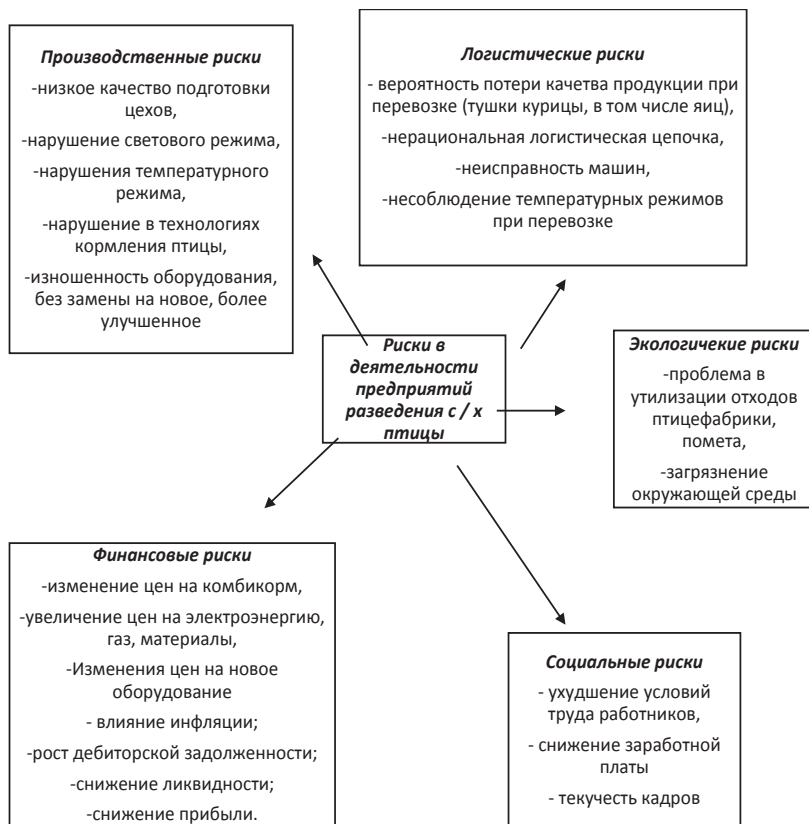 Производственные риски
-низкое качество подготовки
цехов,
-нарушение светового режима,
-нарушения температурного
режима,
-нарушение в технологиях
кормления птицы,
-изношенность оборудования,
без замены на новое, более
улучшенное
Логистические риски
- вероятность потери качетва продукции при
перевозке (тушки курицы, в том числе яиц),
-нерациональная логистическая цепочка,
-неисправность машин,
-несоблюдение температурных режимов
при перевозке
Риски в
деятельности
предприятий
разведения с / х
птицы
Экологичекие риски
-проблема в
утилизации отходов
птицефабрики,
помета,
-загрязнение
окружающей среды
Финансовые риски
-изменение цен на комбикорм,
-увеличение цен на электроэнергию,
газ, материалы,
-Изменения цен на новое
оборудование
- влияние инфляции;
-рост дебиторской задолженности;
-снижение ликвидности;
-снижение прибыли.
Социальные риски
- ухудшение условий
труда работников,
- снижение заработной
платы
- текучесть кадров